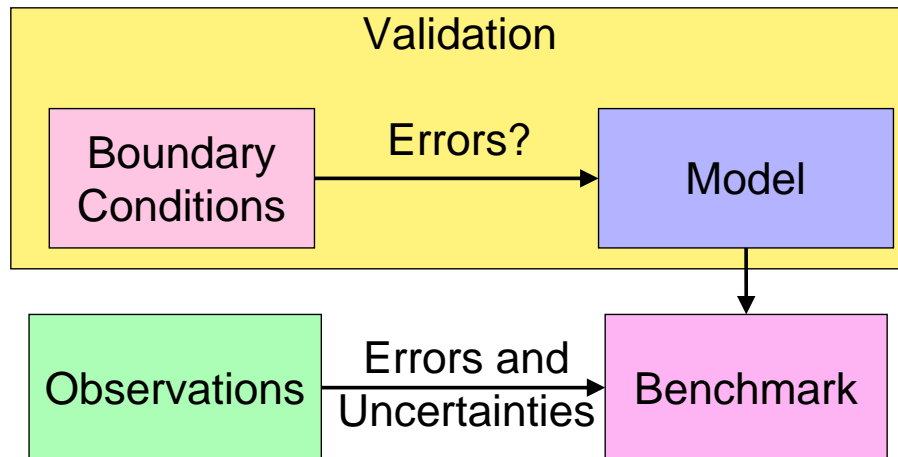 Validation
Boundary
Conditions
Errors?
Model
Observations
Errors and
Uncertainties
Benchmark